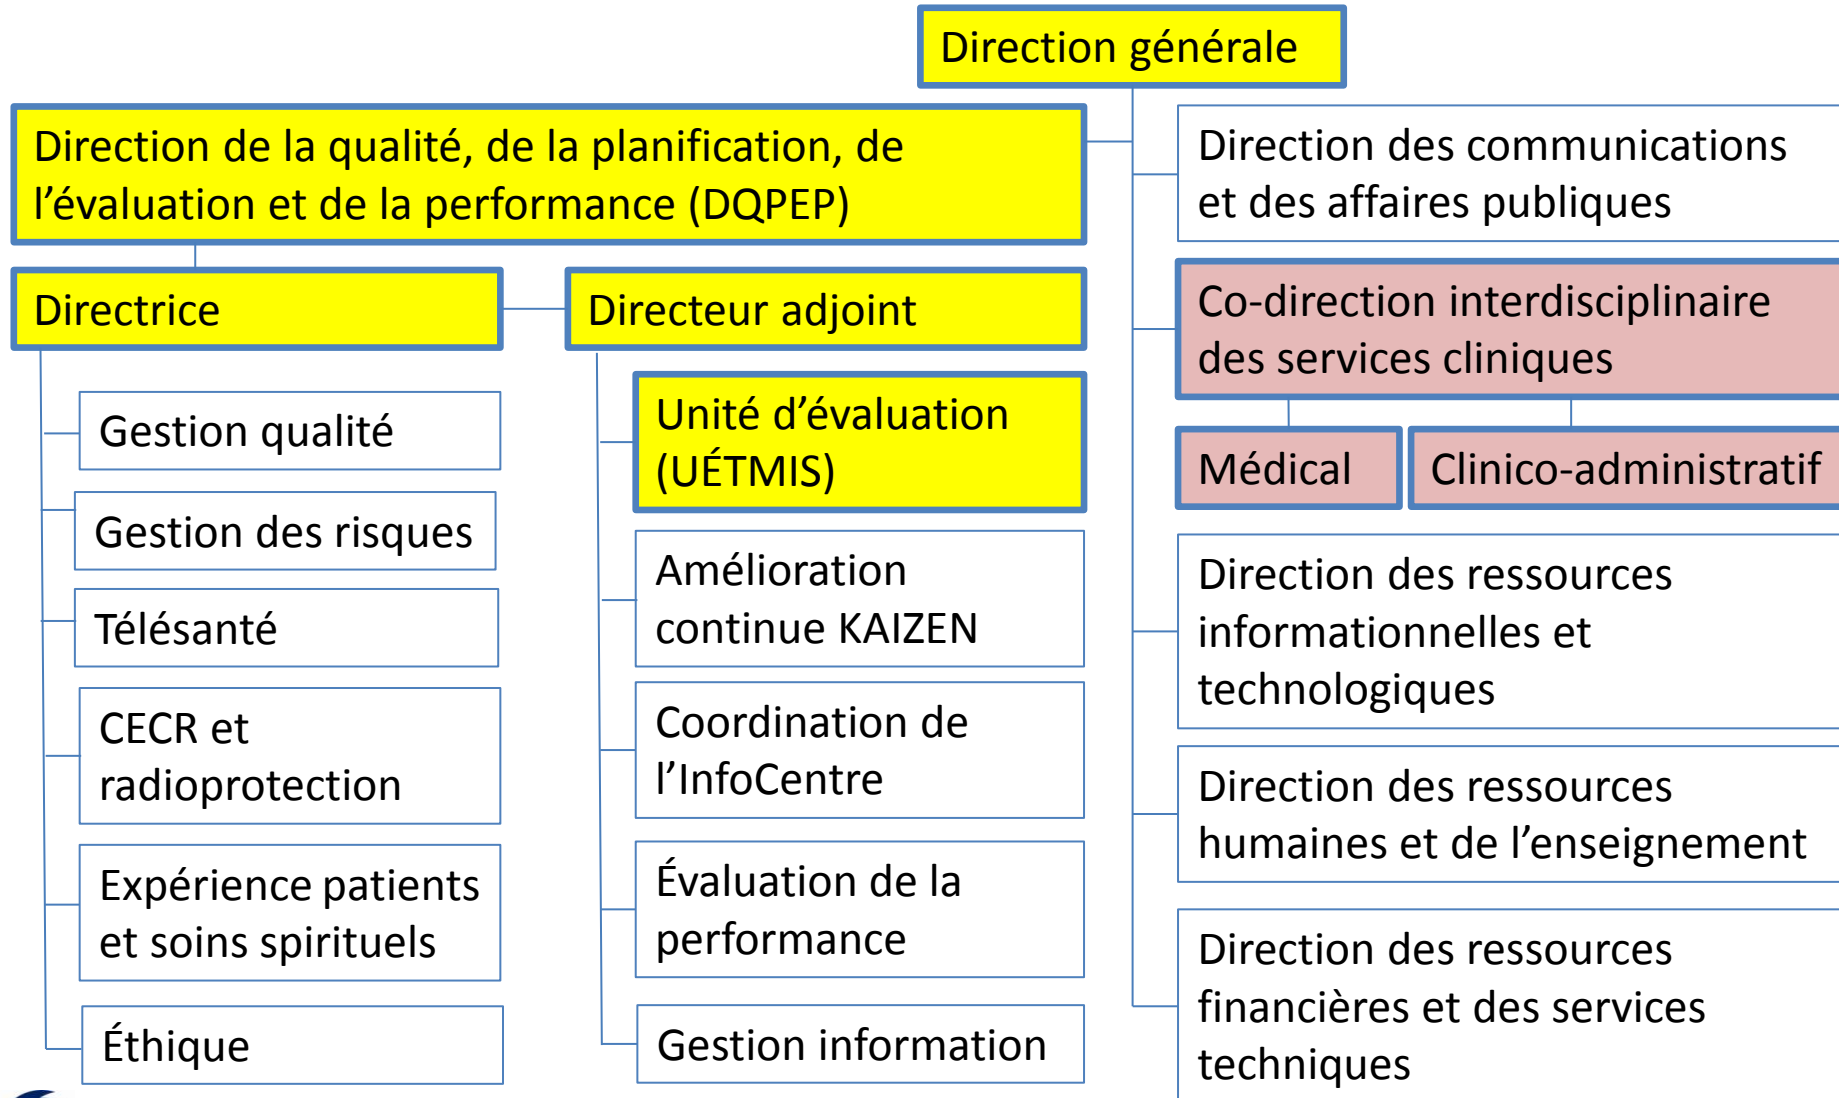 Direction générale
Direction de la qualité, de la planification, de
l’évaluation et de la performance (DQPEP)
Directrice
Gestion qualité
Gestion des risques
Télésanté
CECR et
radioprotection
Expérience patients
et soins spirituels
Éthique
Directeur adjoint
Unité d’évaluation
(UÉTMIS)
Amélioration
continue KAIZEN
Coordination de
l’InfoCentre
Évaluation de la
performance
Gestion information
Direction des communications
et des affaires publiques
Co-direction interdisciplinaire
des services cliniques
Médical
Clinico-administratif
Direction des ressources
informationnelles et
technologiques
Direction des ressources
humaines et de l’enseignement
Direction des ressources
financières et des services
techniques